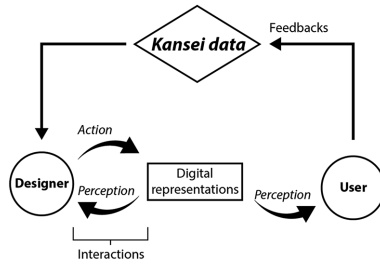 Kansei data
Feedbacks
Action
Designer
Perception
Digital
representations
Perception
User
Interactions